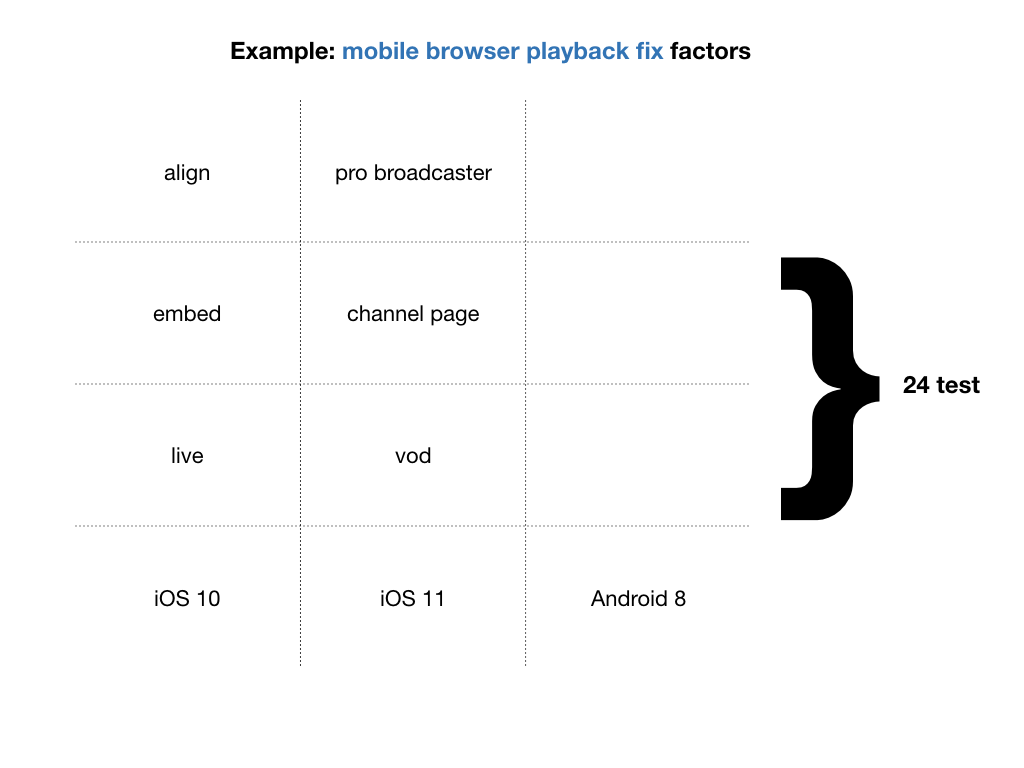 Example: mobile browser playback fix factors
align pro broadcaster
embed channel page
live vod
24 test
iOS 10 iOS 11 Android 8